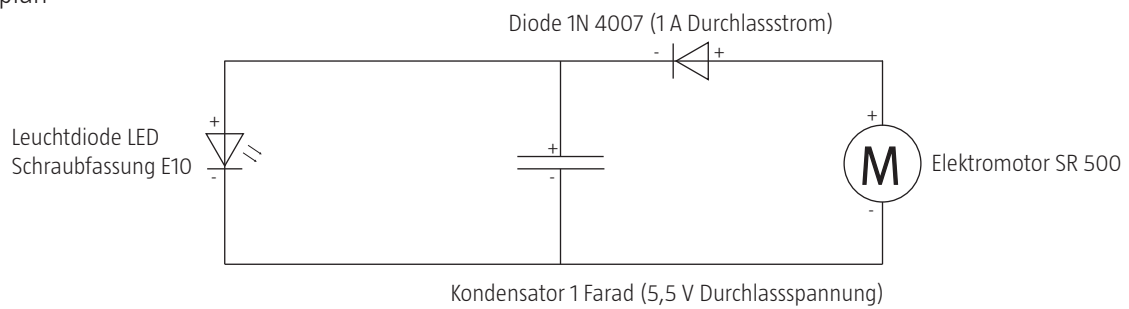 plan
Diode 1N 4007 (1 A Durchlassstrom)
- +
+
Leuchtdiode LED
Schraubfassung E10
-
+
-
+
M
Elektromotor SR 500
-
Kondensator 1 Farad (5,5 V Durchlassspannung)